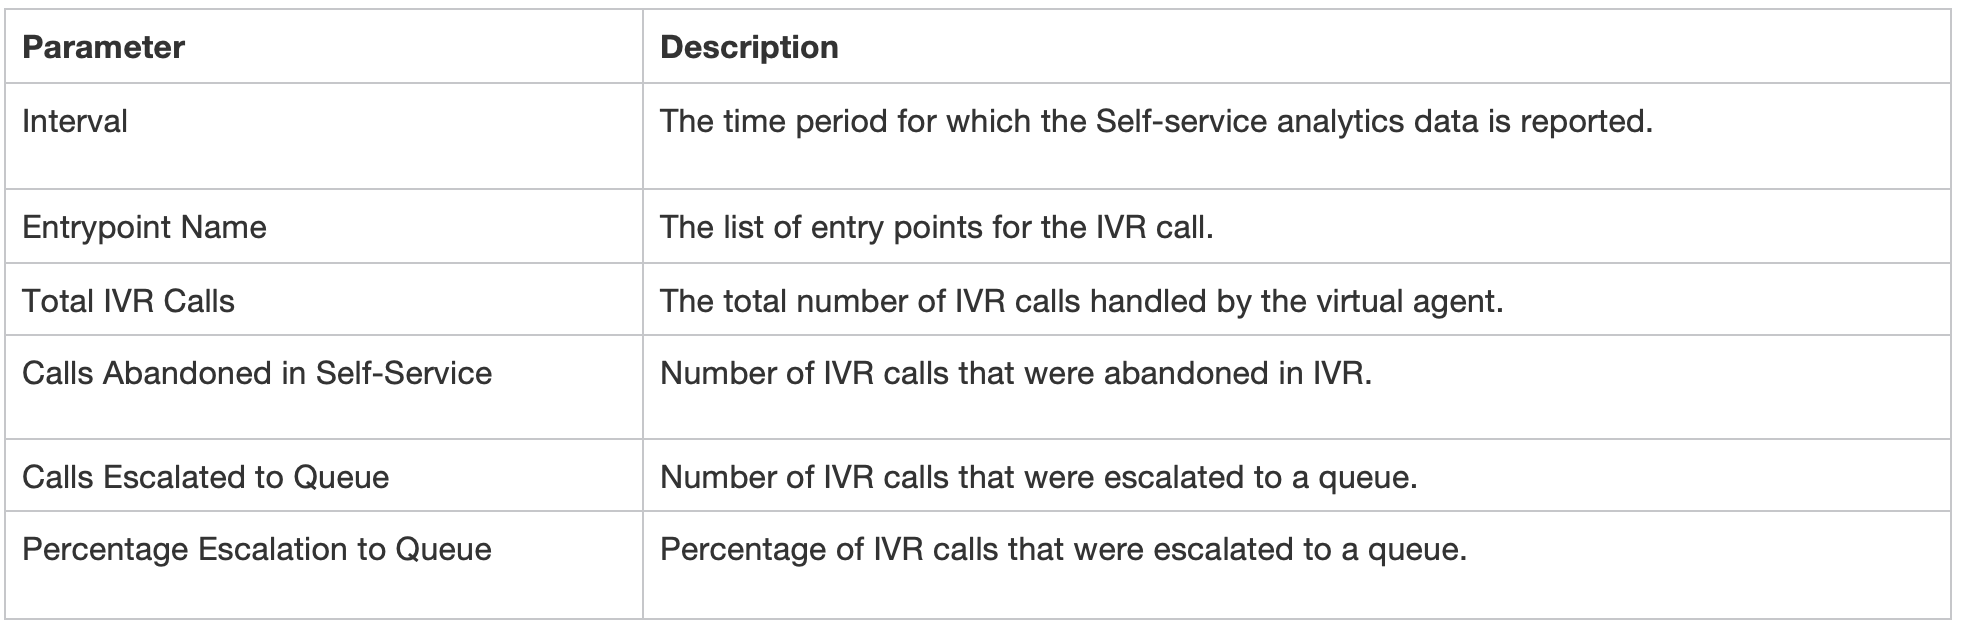 Parameter Description
Interval The time period for which the Self-service analytics data is reported.
Entrypoint Name The list of entry points for the IVR call.
Total IVR Calls The total number of IVR calls handled by the virtual agent.
Calls Abandoned in Self-Service Number of IVR calls that were abandoned in IVR.
Calls Escalated to Queue Number of IVR calls that were escalated to a queue.
Percentage Escalation to Queue Percentage of IVR calls that were escalated to a queue.